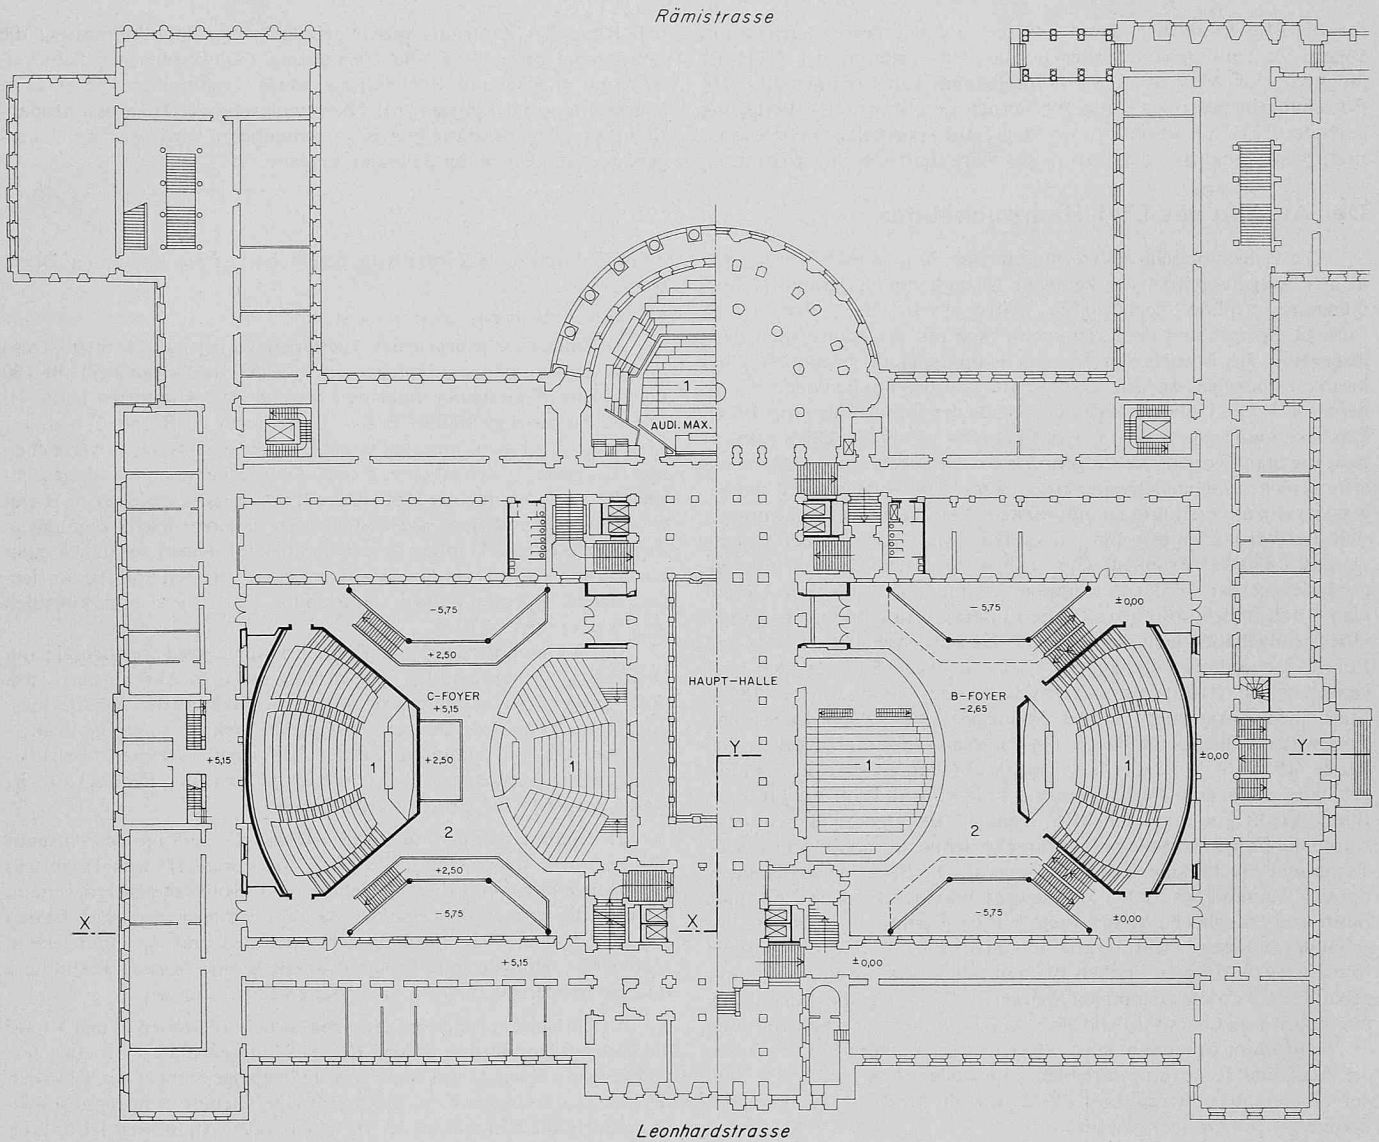 Rämistrasse
1
AUDI. MAX.
-5,75
-5,75
±0,00
+2,50
HAUPT-HALLE
C-FOYER
+5,15
B-FOYER
-2,65
Y
Y
+5,15
1
+2,50
1
1
1
±0,00
2
2
+2,50
-5,75
-5,75
±0,00
X
X
+5,15
±0,00
Leonhardstrasse